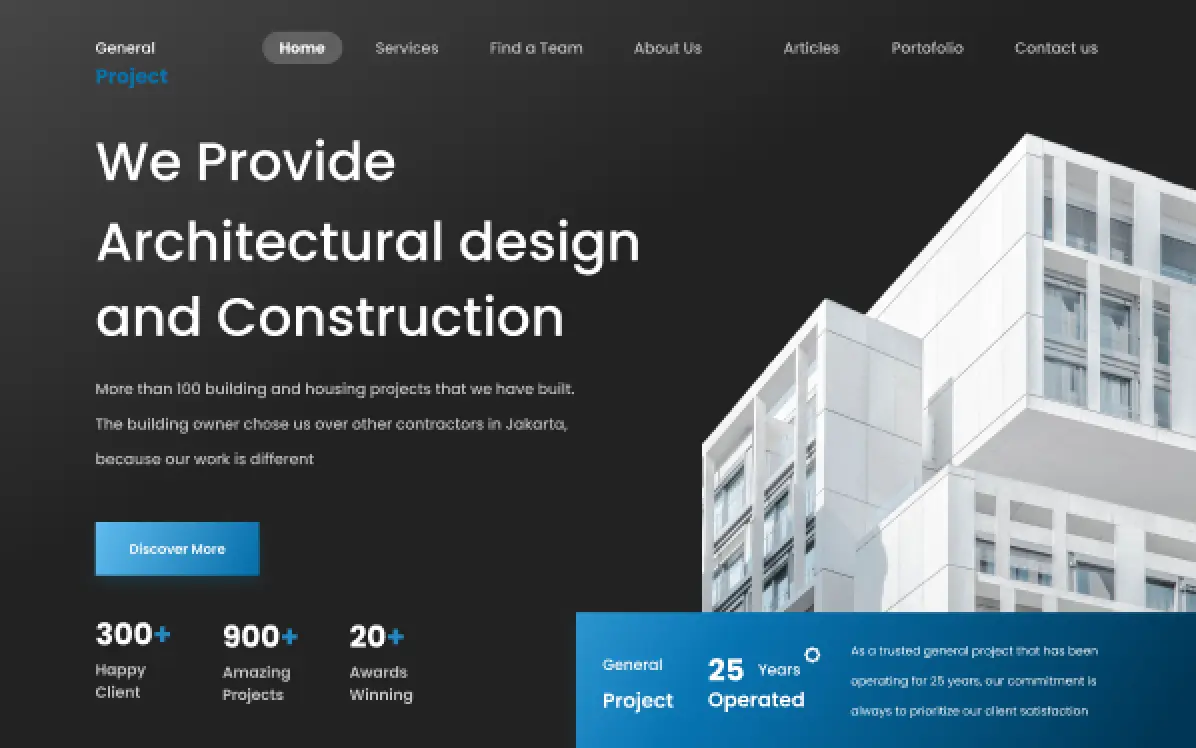 General
Project
Home
Services
Find a Team
About Us
Articles
Portofolio
Contact us
We Provide
Architectural design
and Construction
More than 100 building and housing projects that we have built.
The building owner chose us over other contractors in Jakarta,
because our work is different
Discover More
300+
Happy
Client
900+
Amazing
Projects
20+
Awards
Winning
General
Project
25 Years
Operated
As a trusted general project that has been
operating for 25 years, our commitment is
always to prioritize our client satisfaction